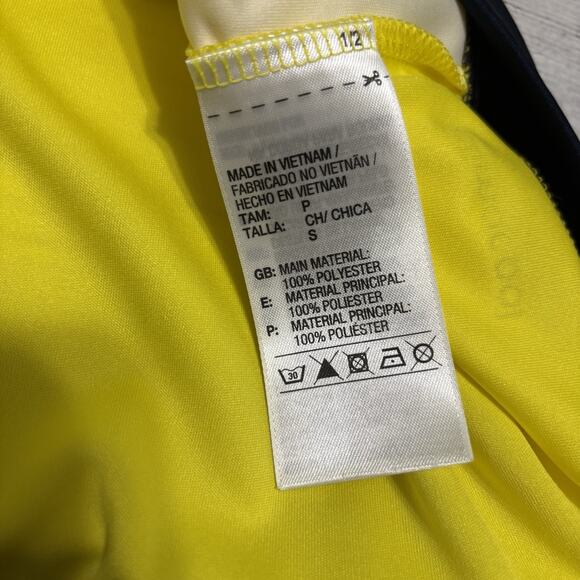 1/2
MADE IN VIETNAM /
FABRICADO NO VIETNÃN /
HECHO EN VIETNAM
TAM: P
TALLA: CH/ CHICA
S
GB: MAIN MATERIAL:
100% POLYESTER
E: MATERIAL PRINCIPAL:
100% POLIESTER
P: MATERIAL PRINCIPAL:
100% POLIÉSTER
30